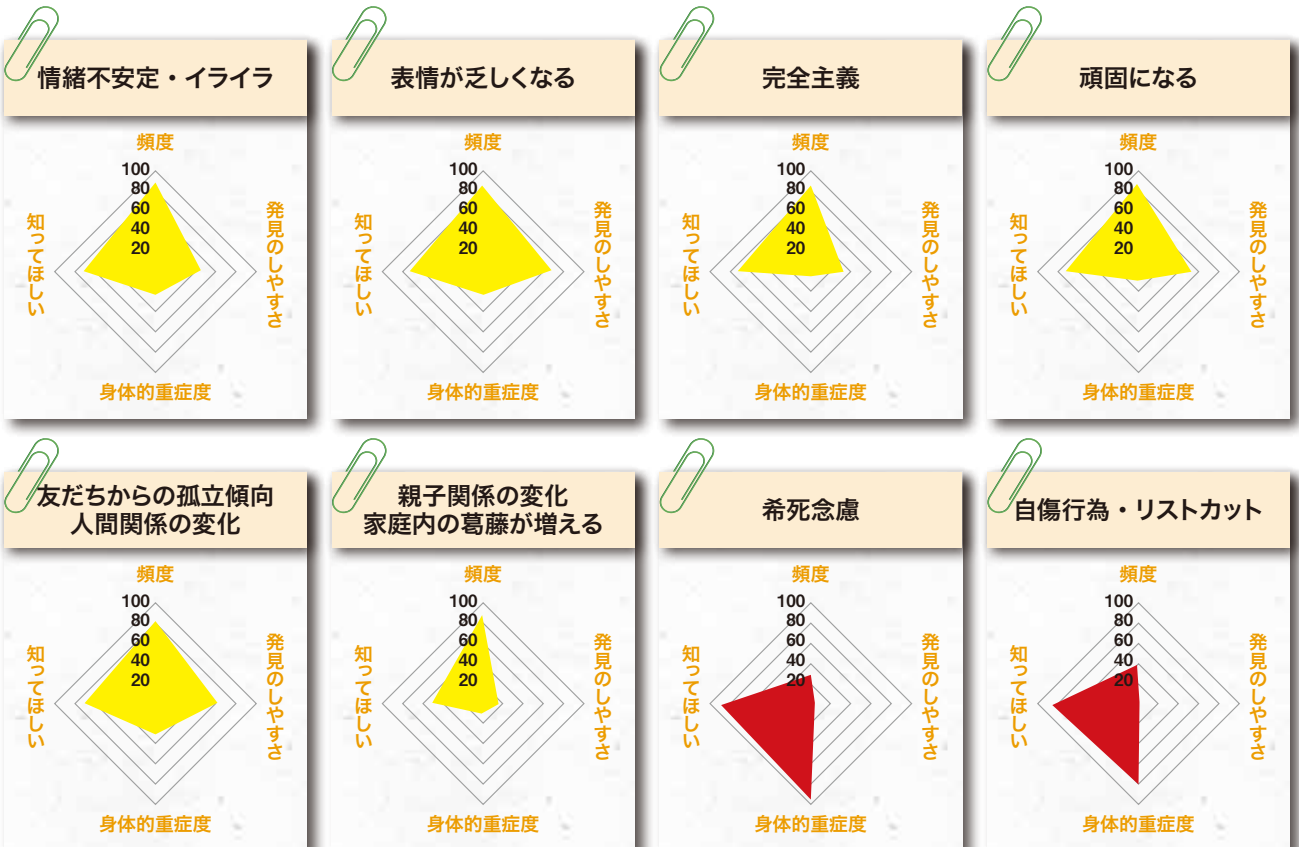 情緒不安定・イライラ
頻度
100
80
60
40
20
知ってほしい
発見のしやすさ
身体的重症度
表情が乏しくなる
頻度
100
80
60
40
20
知ってほしい
発見のしやすさ
身体的重症度
完全主義
頻度
100
80
60
40
20
知ってほしい
発見のしやすさ
身体的重症度
頑固になる
頻度
100
80
60
40
20
知ってほしい
発見のしやすさ
身体的重症度
友だちからの孤立傾向
人間関係の変化
頻度
100
80
60
40
20
知ってほしい
発見のしやすさ
身体的重症度
親子関係の変化
家庭内の葛藤が増える
頻度
100
80
60
40
20
知ってほしい
発見のしやすさ
身体的重症度
希死念慮
頻度
100
80
60
40
20
知ってほしい
発見のしやすさ
身体的重症度
自傷行為・リストカット
頻度
100
80
60
40
20
知ってほしい
発見のしやすさ
身体的重症度